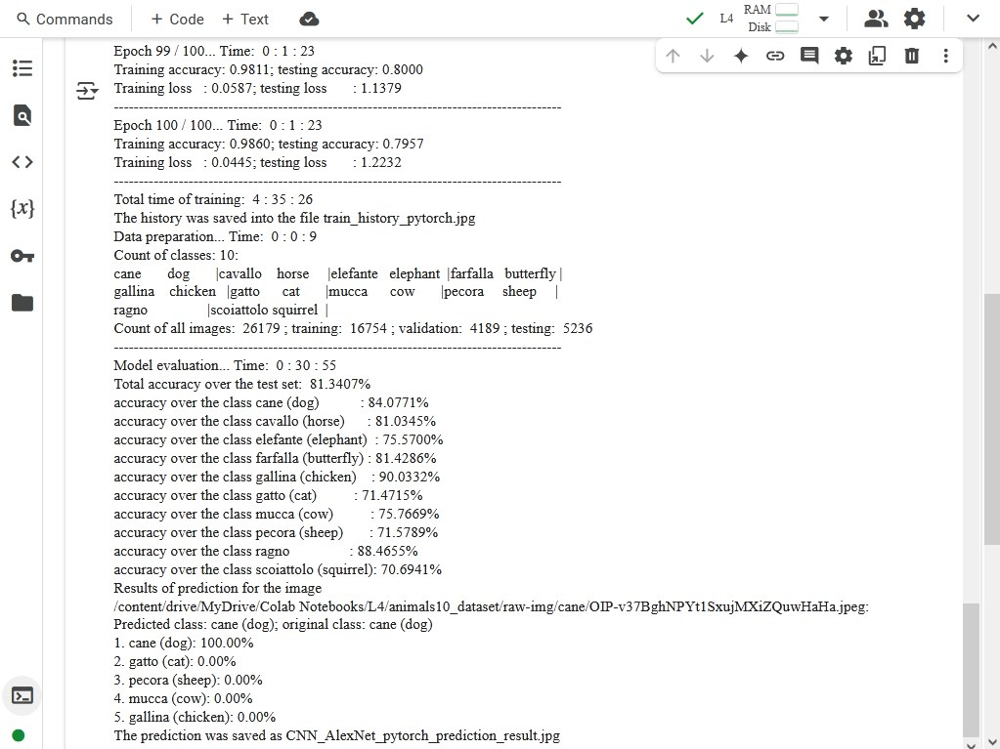 Commands + Code + Text L4 RAM
Disk
Epoch 99 / 100... Time:  0 : 1 : 23
Training accuracy: 0.9811; testing accuracy: 0.8000
Training loss   : 0.0587; testing loss       : 1.1379
--------------------------------------------------------------------------------------------
Epoch 100 / 100... Time:  0 : 1 : 23
Training accuracy: 0.9860; testing accuracy: 0.7957
Training loss   : 0.0445; testing loss       : 1.2232
--------------------------------------------------------------------------------------------
Total time of training:  4 : 35 : 26
The history was saved into the file train_history_pytorch.jpg
Data preparation... Time:  0 : 0 : 9
Count of classes: 10:
cane       dog       |cavallo    horse     |elefante   elephant  |farfalla   butterfly |
gallina    chicken   |gatto      cat       |mucca      cow       |pecora     sheep     |
ragno                |scoiattolo squirrel  |
Count of all images:  26179 ; training:  16754 ; validation:  4189 ; testing:  5236
--------------------------------------------------------------------------------------------
Model evaluation... Time:  0 : 30 : 55
Total accuracy over the test set:  81.3407%
accuracy over the class cane (dog)           : 84.0771%
accuracy over the class cavallo (horse)      : 81.0345%
accuracy over the class elefante (elephant)  : 75.5700%
accuracy over the class farfalla (butterfly) : 81.4286%
accuracy over the class gallina (chicken)    : 90.0332%
accuracy over the class gatto (cat)          : 71.4715%
accuracy over the class mucca (cow)          : 75.7669%
accuracy over the class pecora (sheep)       : 71.5789%
accuracy over the class ragno                : 88.4655%
accuracy over the class scoiattolo (squirrel): 70.6941%
Results of prediction for the image
/content/drive/MyDrive/Colab Notebooks/L4/animals10_dataset/raw-img/cane/OIP-v37BghNPYt1SxujMXiZQuwHaHa.jpeg:
Predicted class: cane (dog); original class: cane (dog)
1. cane (dog): 100.00%
2. gatto (cat): 0.00%
3. pecora (sheep): 0.00%
4. mucca (cow): 0.00%
5. gallina (chicken): 0.00%
The prediction was saved as CNN_AlexNet_pytorch_prediction_result.jpg